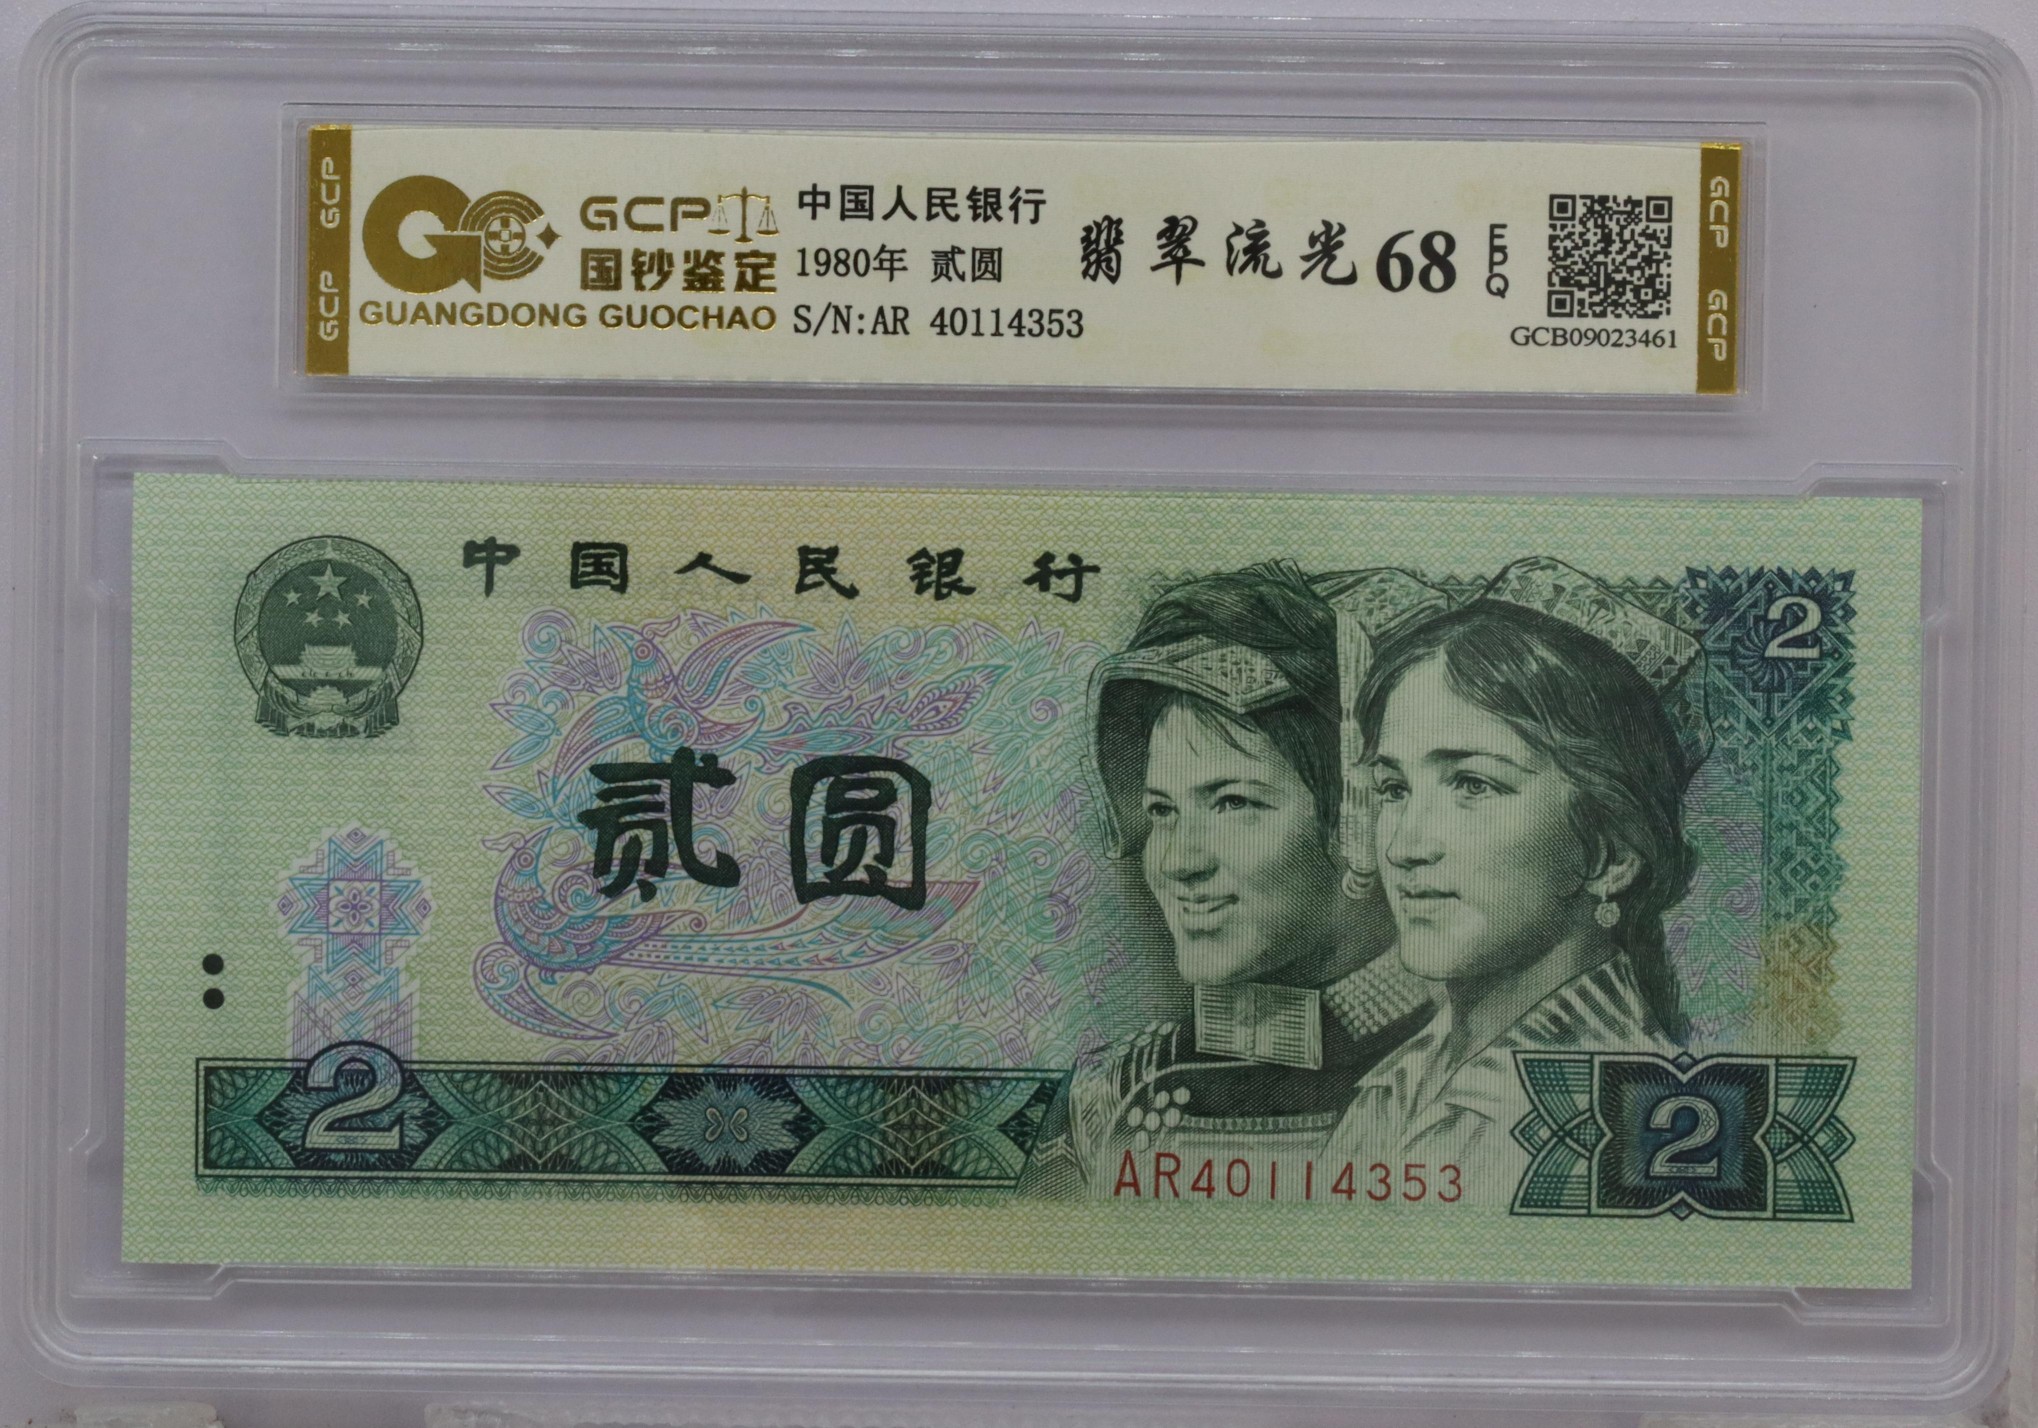 GCP
GCP
GCP
国钞鉴定
GUANGDONG GUOCHAO
中国人民银行
1980年 贰圆
S/N:AR 40114353
翡翠流光 68 EPQ
GCB09023461
GCP
GCP
中国人民银行
2
贰圆
2
AR40114353
2